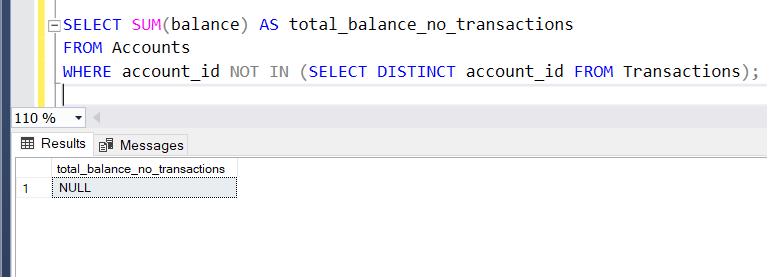 SELECT SUM(balance) AS total_balance_no_transactions
FROM Accounts
WHERE account_id NOT IN (SELECT DISTINCT account_id FROM Transactions);
110 %
Results Messages
total_balance_no_transactions
1 NULL